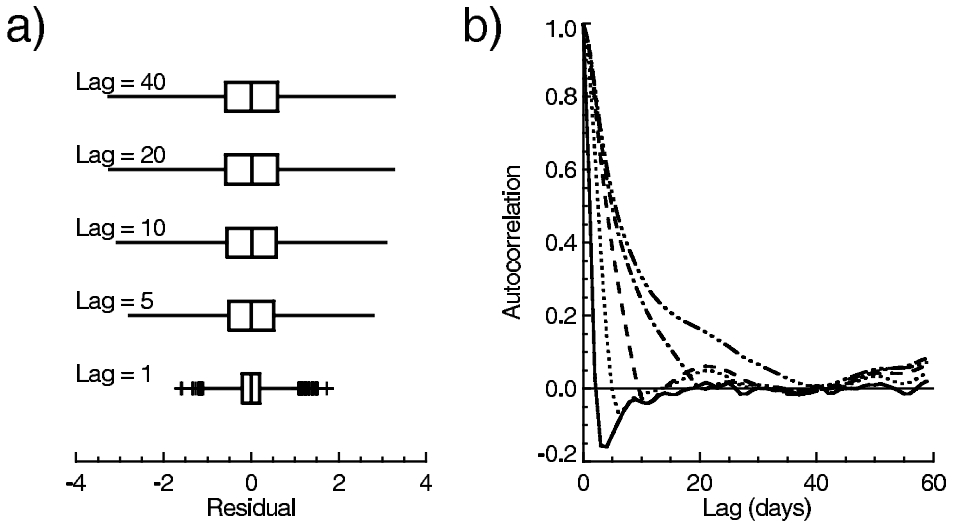 a)
Lag = 40
Lag = 20
Lag = 10
Lag = 5
Lag = 1
-4 -2 0 2 4
Residual
b)
Autocorrelation
1.0
0.8
0.6
0.4
0.2
0.0
-0.2
0 20 40 60
Lag (days)